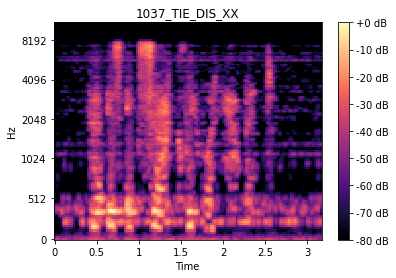 1037_TIE_DIS_XX
+0 dB
8192
-10 dB
4096
-20 dB
-30 dB
2048
Hz
-40 dB
1024
-50 dB
512
-60 dB
-70 dB
0
-80 dB
0 0.5 1 1.5 2 2.5 3
Time